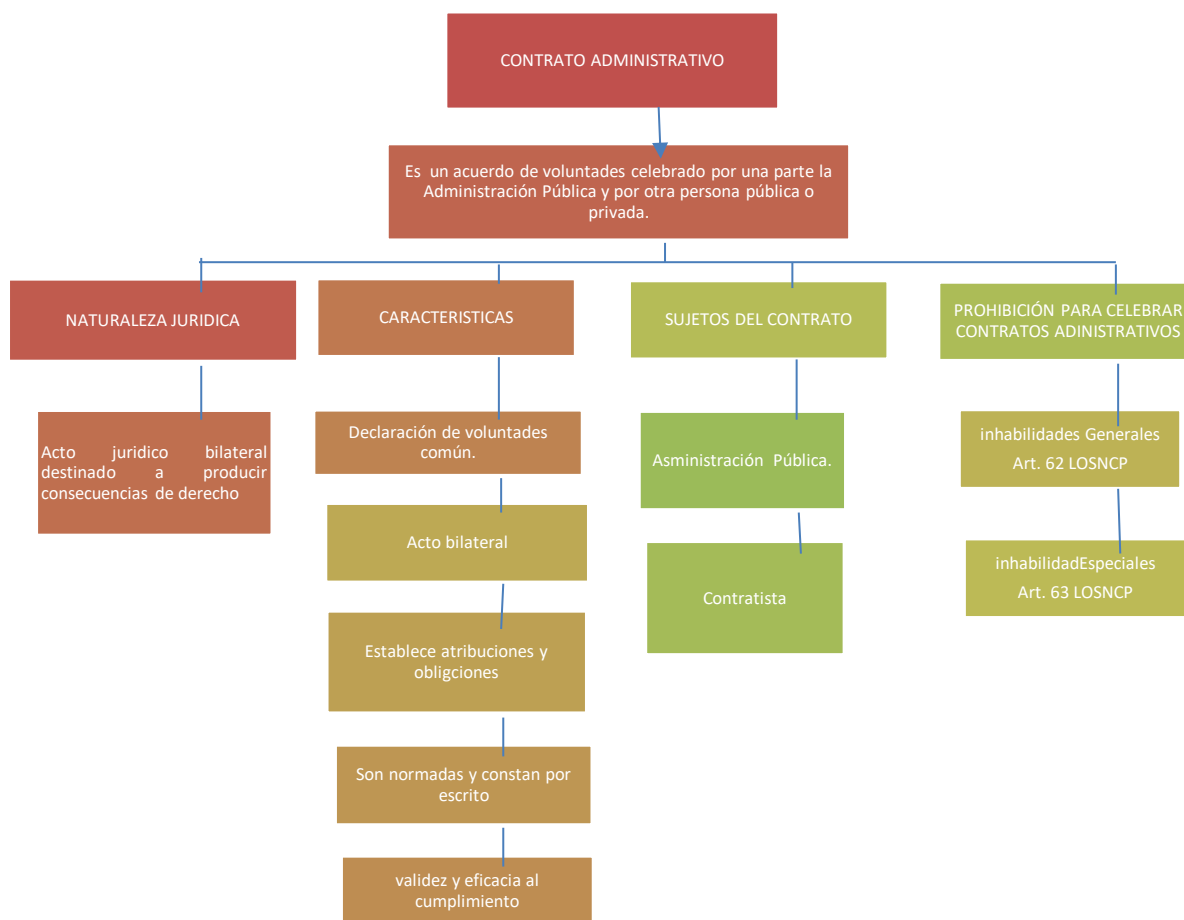 CONTRATO ADMINISTRATIVO
Es un acuerdo de voluntades celebrado por una parte la
Administración Pública y por otra persona pública o
privada.
NATURALEZA JURIDICA
Acto juridico bilateral
destinado a producir
consecuencias de derecho
CARACTERISTICAS
Declaración de voluntades
común.
Acto bilateral
Establece atribuciones y
obligciones
Son normadas y constan por
escrito
validez y eficacia al
cumplimiento
SUJETOS DEL CONTRATO
Asministración Pública.
Contratista
PROHIBICIÓN PARA CELEBRAR
CONTRATOS ADINISTRATIVOS
inhabilidades Generales
Art. 62 LOSNCP
inhabilidadEspeciales
Art. 63 LOSNCP